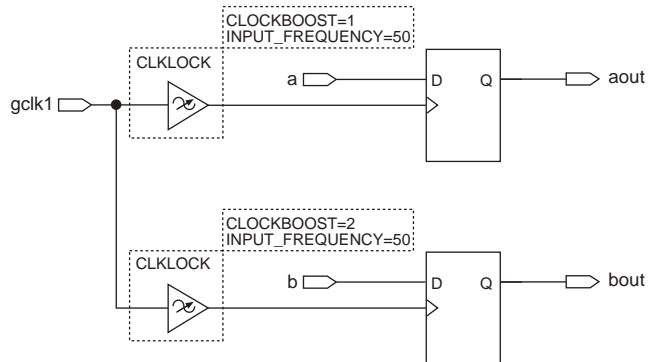 CLOCKBOOST=1
INPUT_FREQUENCY=50
CLKLOCK
a
D
Q
aout
gclk1
CLOCKBOOST=2
INPUT_FREQUENCY=50
CLKLOCK
b
D
Q
bout